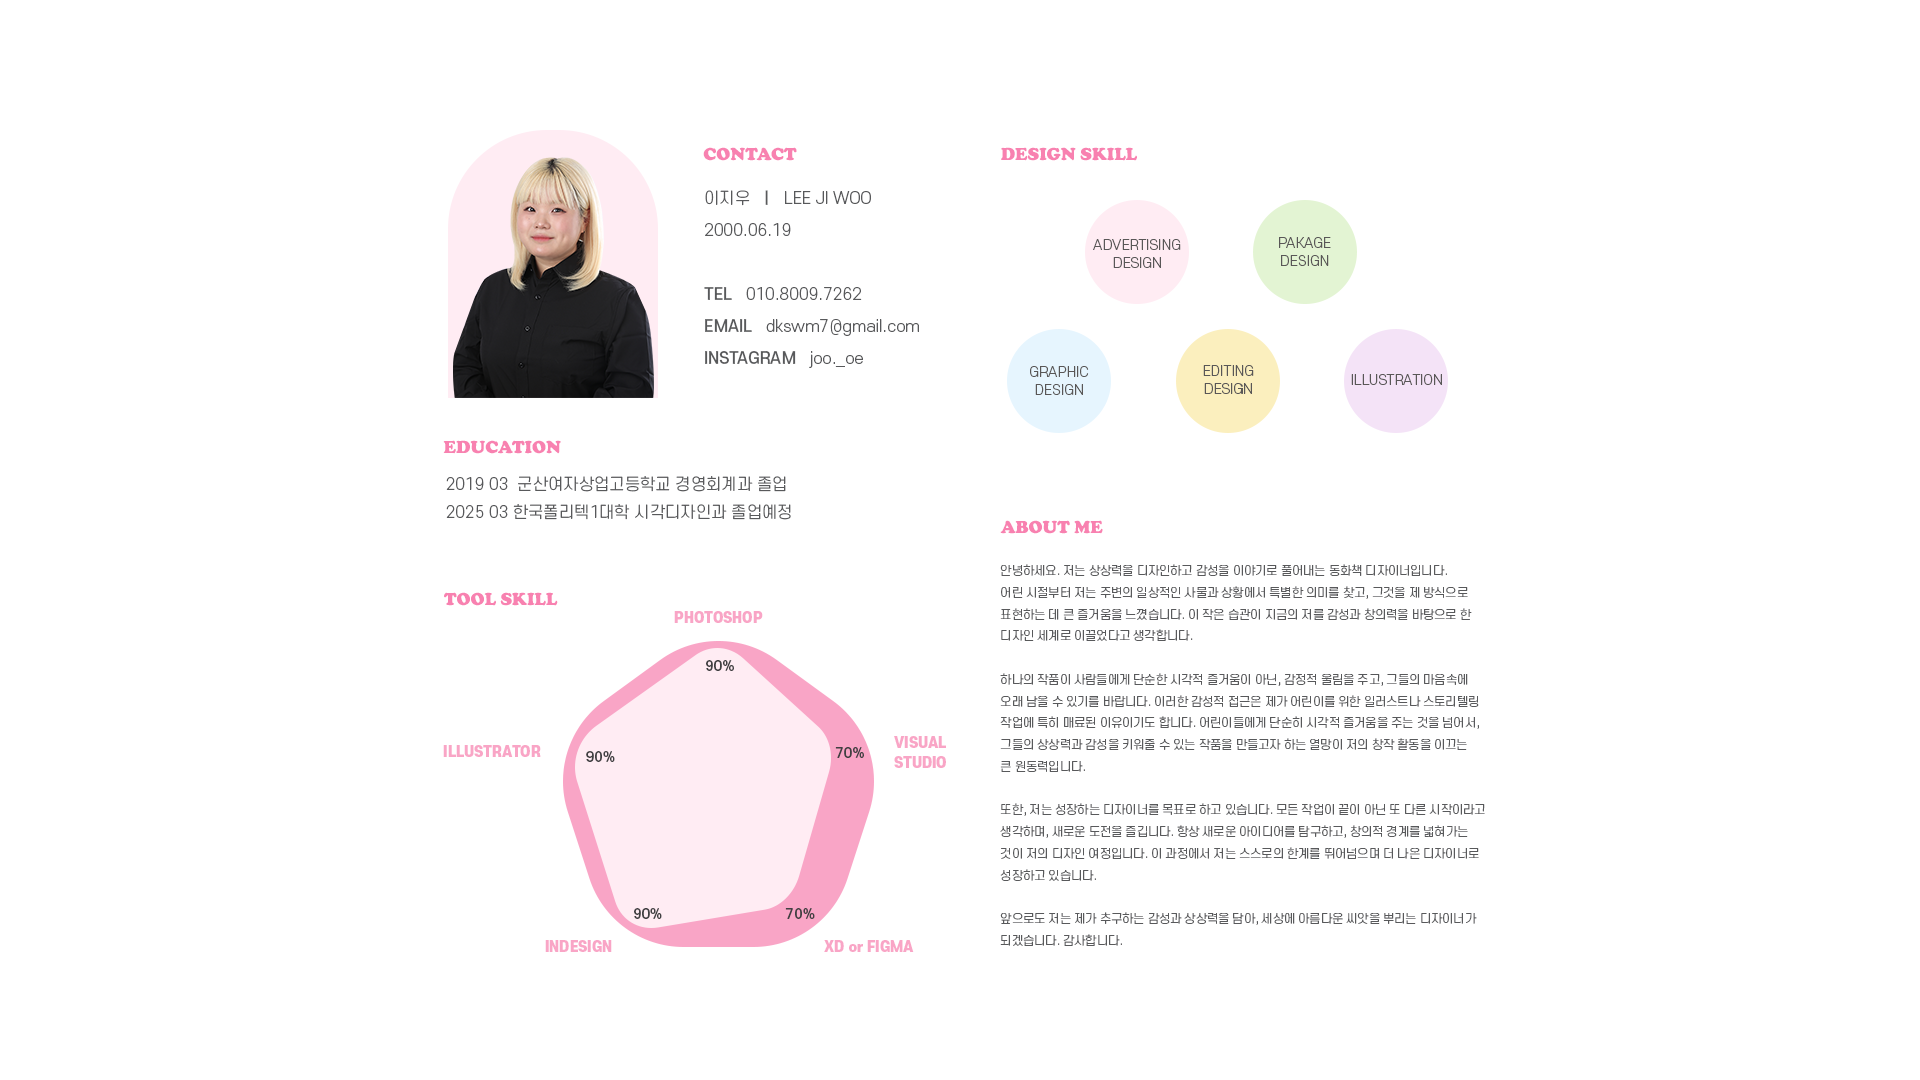 CONTACT
이지우 | LEE JI WOO
2000.06.19
TEL 010.8009.7262
EMAIL dkswm7@gmail.com
INSTAGRAM joo._oe
EDUCATION
2019 03 군산여자상업고등학교 경영회계과 졸업
2025 03 한국폴리텍1대학 시각디자인과 졸업예정
TOOL SKILL
PHOTOSHOP
90%
ILLUSTRATOR
90%
70%
VISUAL
STUDIO
90%
70%
INDESIGN
XD or FIGMA
DESIGN SKILL
ADVERTISING
DESIGN
PAKAGE
DESIGN
GRAPHIC
DESIGN
EDITING
DESIGN
ILLUSTRATION
ABOUT ME
안녕하세요. 저는 상상력을 디자인하고 감성을 이야기로 풀어내는 동화책 디자이너입니다.
어린 시절부터 저는 주변의 일상적인 사물과 상황에서 특별한 의미를 찾고, 그것을 제 방식으로
표현하는 데 큰 즐거움을 느꼈습니다. 이 작은 습관이 지금의 저를 감성과 창의력을 바탕으로 한
디자인 세계로 이끌었다고 생각합니다.
하나의 작품이 사람들에게 단순한 시각적 즐거움이 아닌, 감정적 울림을 주고, 그들의 마음속에
오래 남을 수 있기를 바랍니다. 이러한 감성적 접근은 제가 어린이를 위한 일러스트나 스토리텔링
작업에 특히 매료된 이유이기도 합니다. 어린이들에게 단순히 시각적 즐거움을 주는 것을 넘어서,
그들의 상상력과 감성을 키워줄 수 있는 작품을 만들고자 하는 열망이 저의 창작 활동을 이끄는
큰 원동력입니다.
또한, 저는 성장하는 디자이너를 목표로 하고 있습니다. 모든 작업이 끝이 아닌 또 다른 시작이라고
생각하며, 새로운 도전을 즐깁니다. 항상 새로운 아이디어를 탐구하고, 창의적 경계를 넓혀가는
것이 저의 디자인 여정입니다. 이 과정에서 저는 스스로의 한계를 뛰어넘으며 더 나은 디자이너로
성장하고 있습니다.
앞으로도 저는 제가 추구하는 감성과 상상력을 담아, 세상에 아름다운 씨앗을 뿌리는 디자이너가
되겠습니다. 감사합니다.